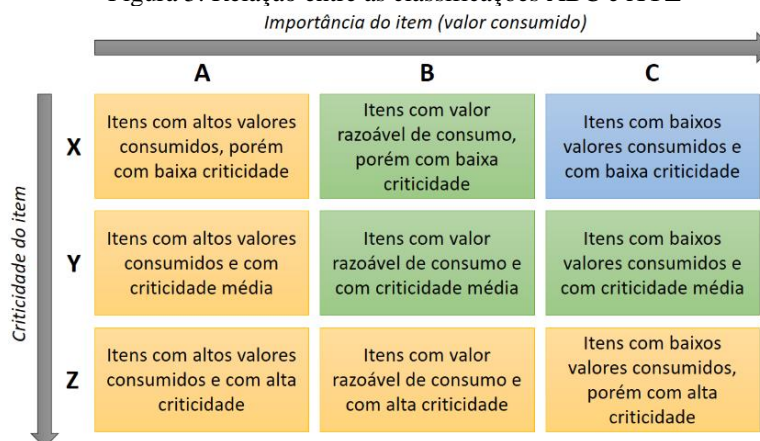 Importância do item (valor consumido)
A
B
C
Criticidade do item
X
Itens com altos valores
consumidos, porém
com baixa criticidade
Itens com valor
razoável de consumo,
porém com baixa
criticidade
Itens com baixos
valores consumidos e
com baixa criticidade
Y
Itens com altos valores
consumidos e com
criticidade média
Itens com valor
razoável de consumo e
com criticidade média
Itens com baixos
valores consumidos e
com criticidade média
Z
Itens com altos valores
consumidos e com alta
criticidade
Itens com valor
razoável de consumo e
com alta criticidade
Itens com baixos
valores consumidos,
porém com alta
criticidade